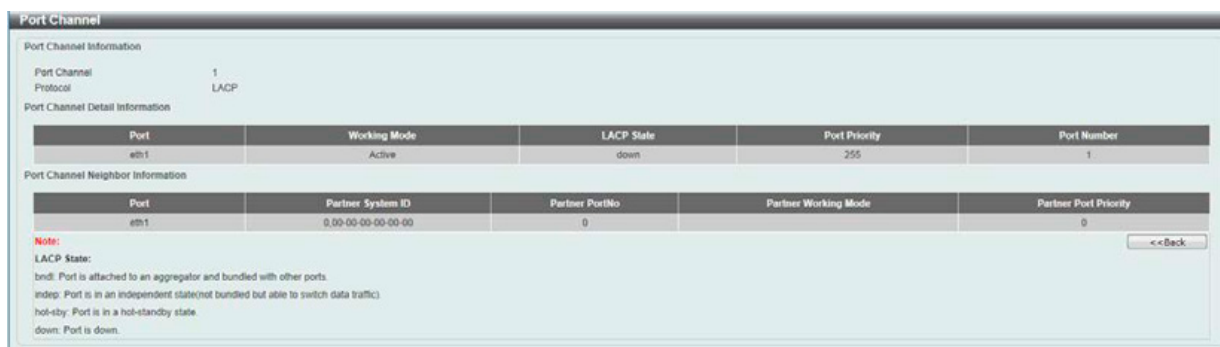 Port Channel
Port Channel Information
Port Channel 1
Protocol LACP
Port Channel Detail Information
Port Working Mode LACP State Port Priority Port Number
eth1 Active down 255 1
Port Channel Neighbor Information
Port Partner System ID Partner PortNo Partner Working Mode Partner Port Priority
eth1 0,00-00-00-00-00-00 0 0
Note: <<Back
LACP State:
bndl: Port is attached to an aggregator and bundled with other ports.
indep: Port is in an independent state(not bundled but able to switch data traffic)
hot-sby: Port is in a hot-standby state.
down: Port is down.